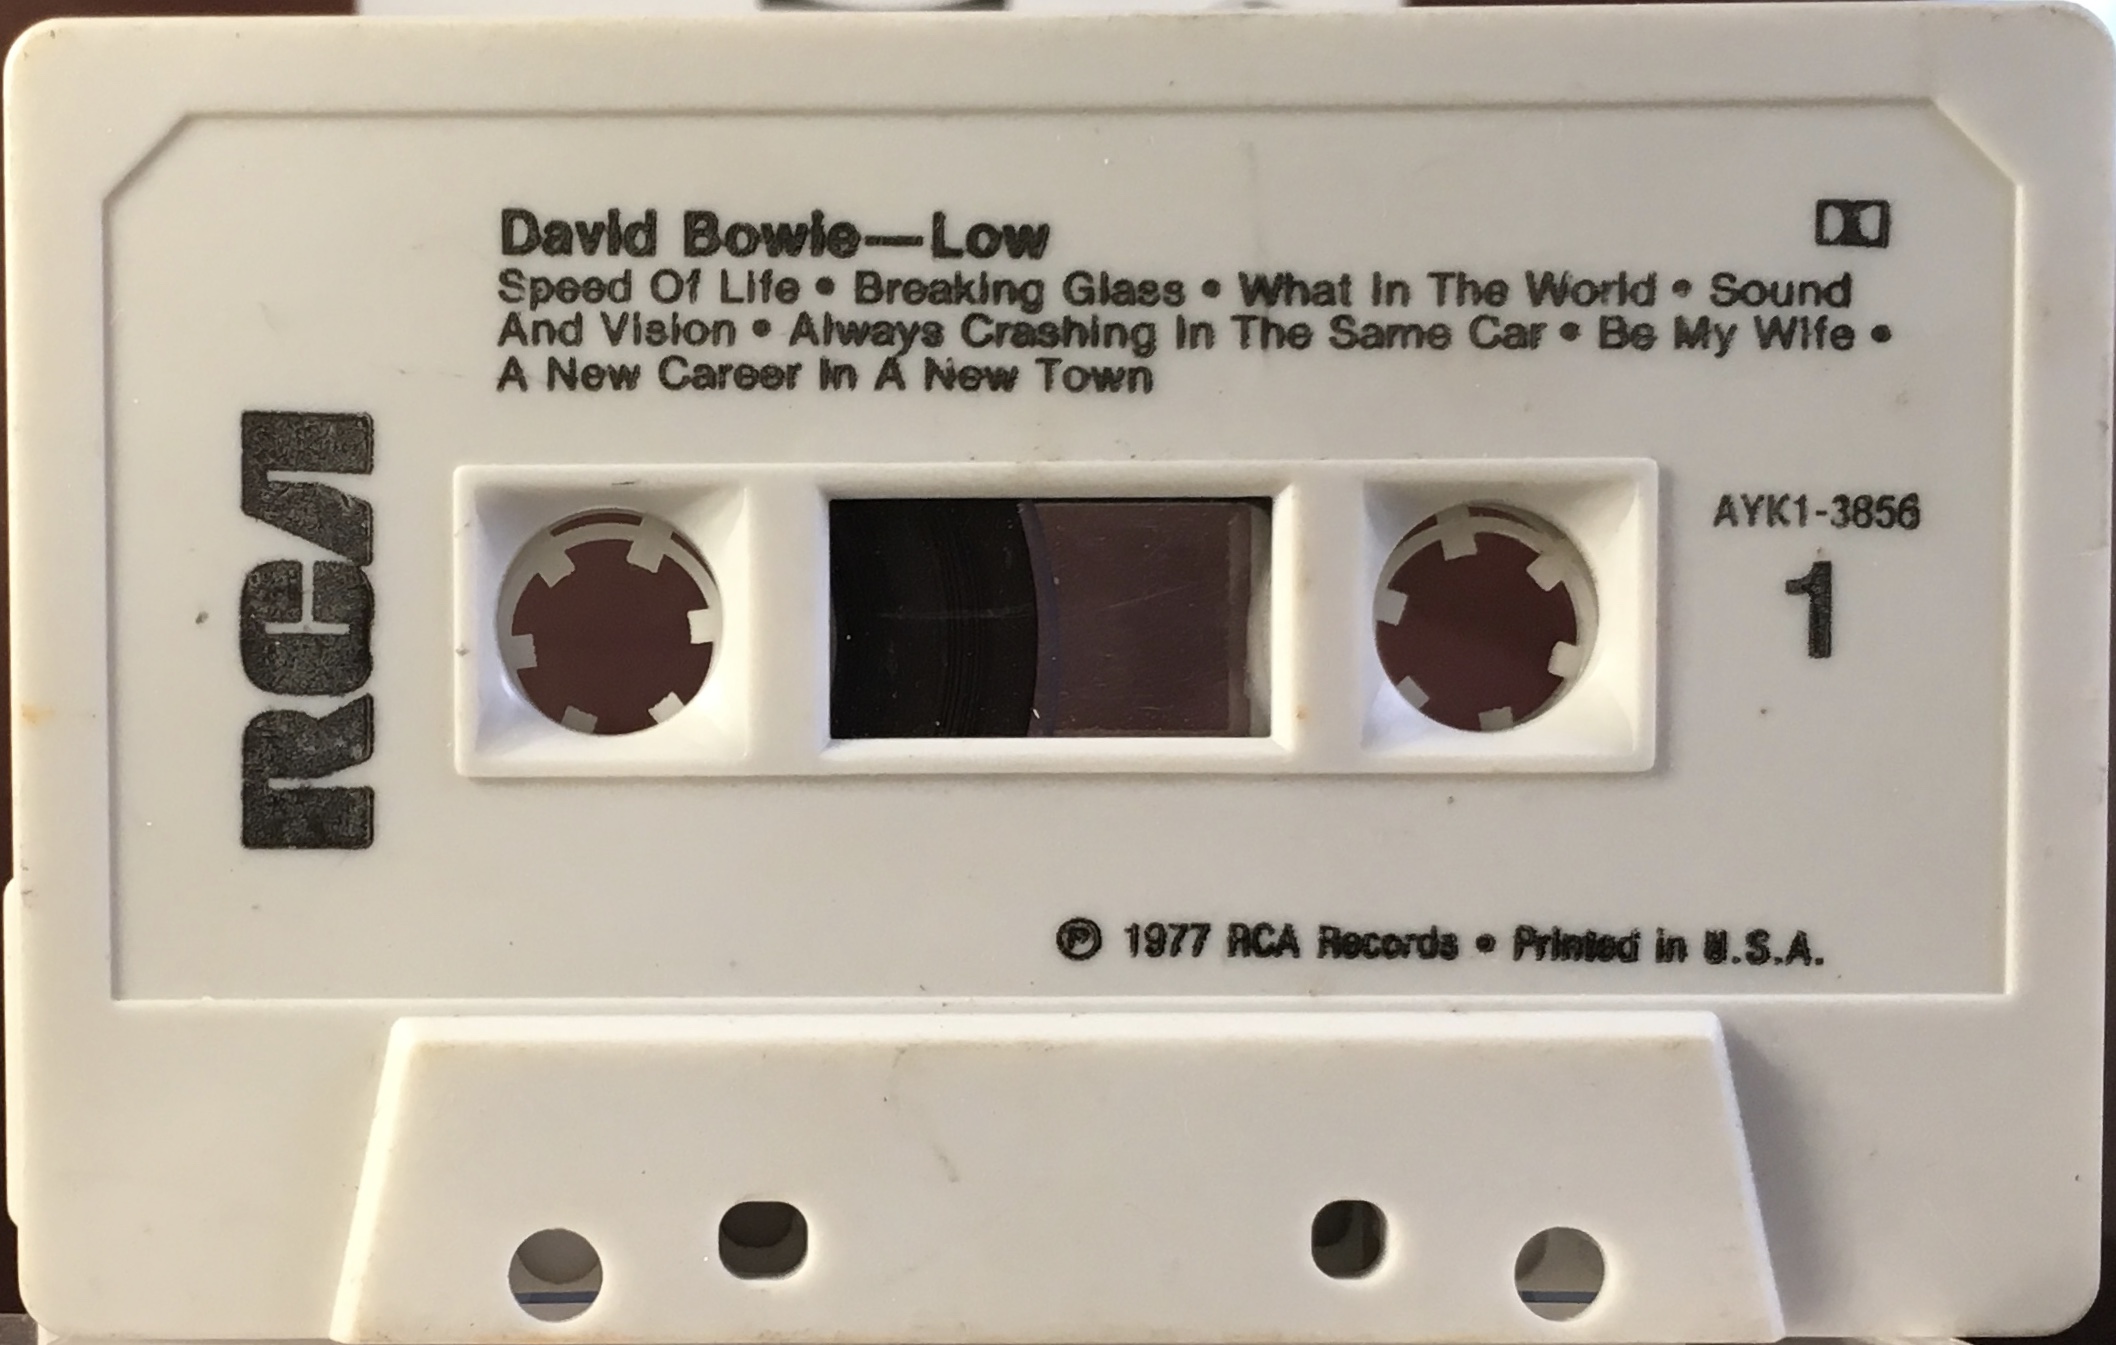 David Bowie—Low
Speed Of Life • Breaking Glass • What In The World • Sound
And Vision • Always Crashing In The Same Car • Be My Wife •
A New Career In A New Town
RCA
AYK1-3856
1
℗ 1977 RCA Records • Printed in U.S.A.